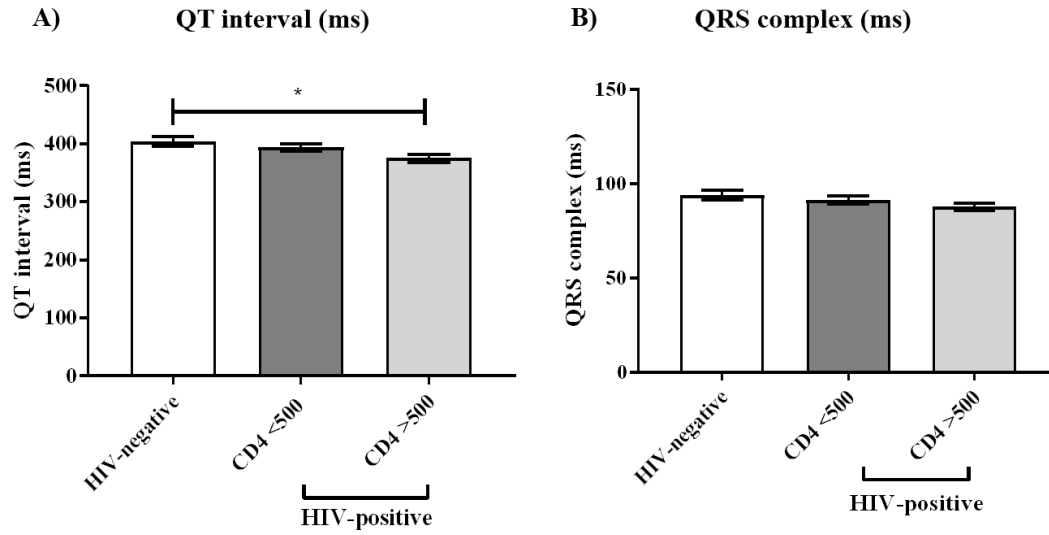 A) QT interval (ms)
*
QT interval (ms)
500
400
300
200
100
0
HIV-negative
CD4 <500
CD4 >500
HIV-positive
B) QRS complex (ms)
QRS complex (ms)
150
100
50
0
HIV-negative
CD4 <500
CD4 >500
HIV-positive